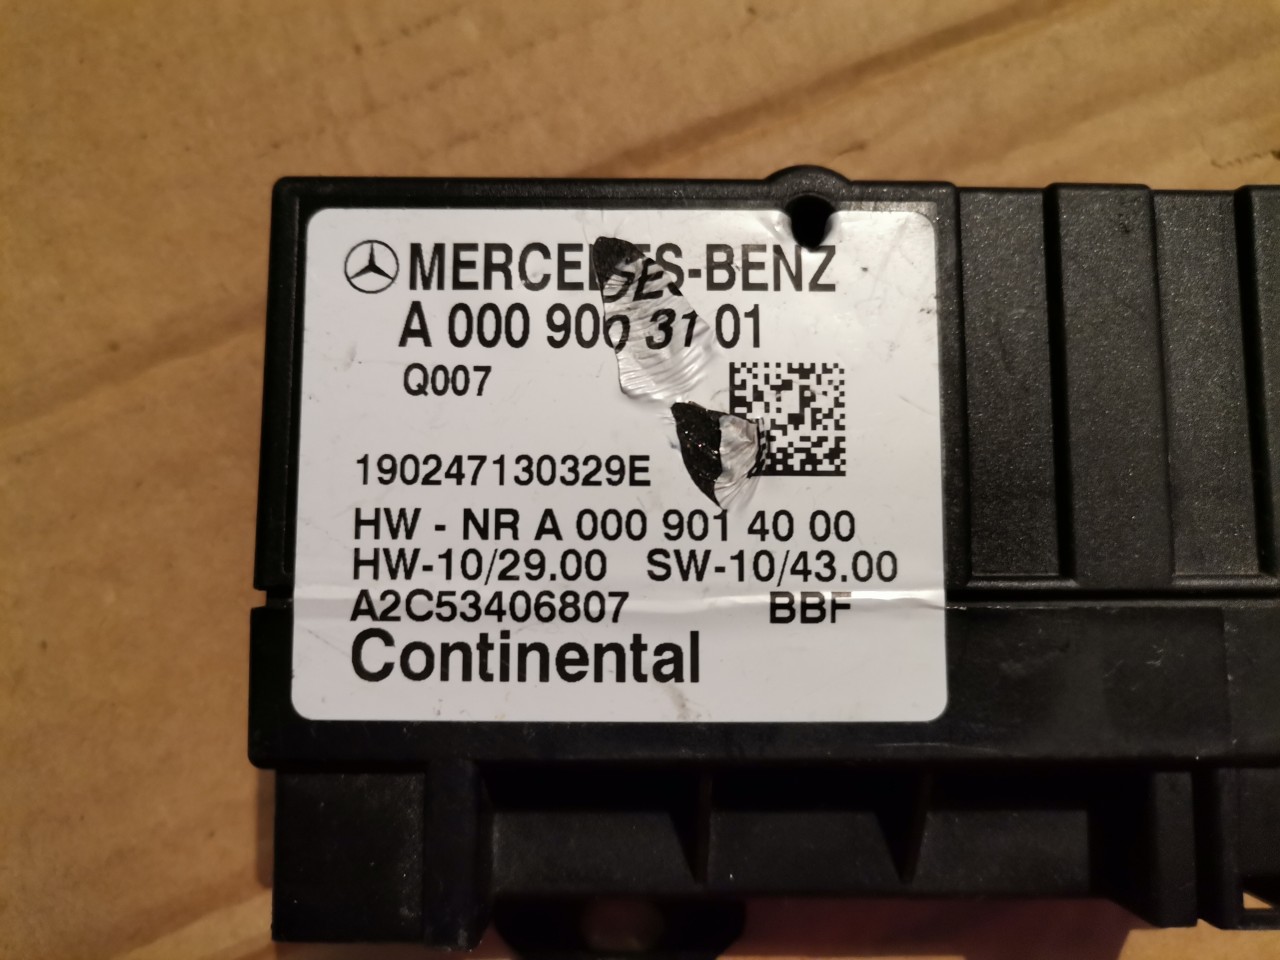 MERCEDES-BENZ
A 000 900 31 01
Q007
190247130329E
HW - NR A 000 901 40 00
HW-10/29.00 SW-10/43.00
A2C53406807 BBF
Continental